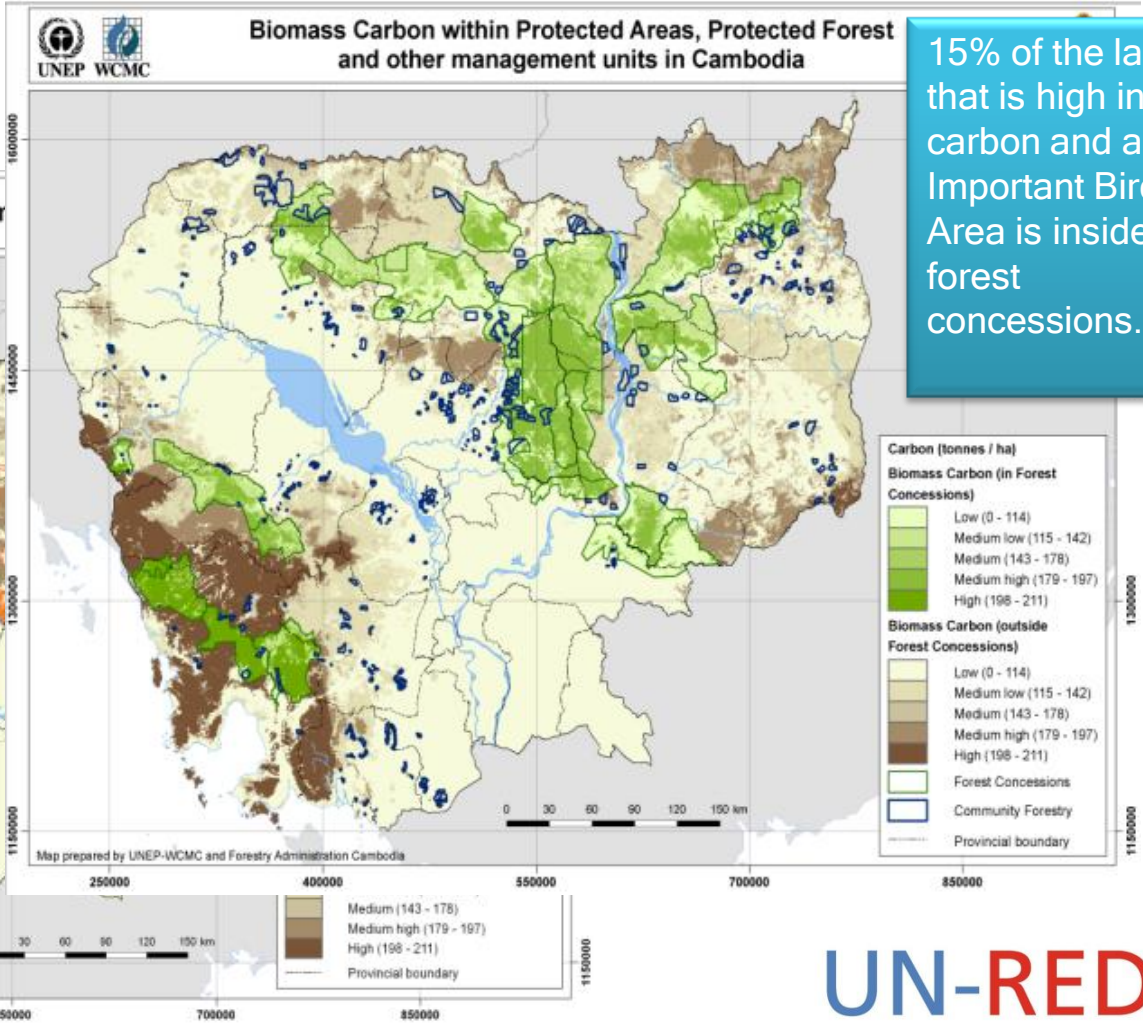 UNEP WCMC
Biomass Carbon within Protected Areas, Protected Forest
and other management units in Cambodia
15% of the la
that is high in
carbon and a
Important Bir
Area is inside
forest
concessions.
1600000
1450000
1300000
1150000
Carbon (tonnes / ha)
Biomass Carbon (in Forest
Concessions)
Low (0 - 114)
Medium low (115 - 142)
Medium (143 - 178)
Medium high (179 - 197)
High (198 - 211)
Biomass Carbon (outside
Forest Concessions)
Low (0 - 114)
Medium low (115 - 142)
Medium (143 - 178)
Medium high (179 - 197)
High (198 - 211)
Forest Concessions
Community Forestry
Provincial boundary
1300000
1150000
0 30 60 90 120 150 km
Map prepared by UNEP-WCMC and Forestry Administration Cambodia
250000 400000 550000 700000 850000
Medium (143 - 178)
Medium high (179 - 197)
High (198 - 211)
Provincial boundary
30 60 90 120 150 km
1150000
50000 700000 850000
UN-RED